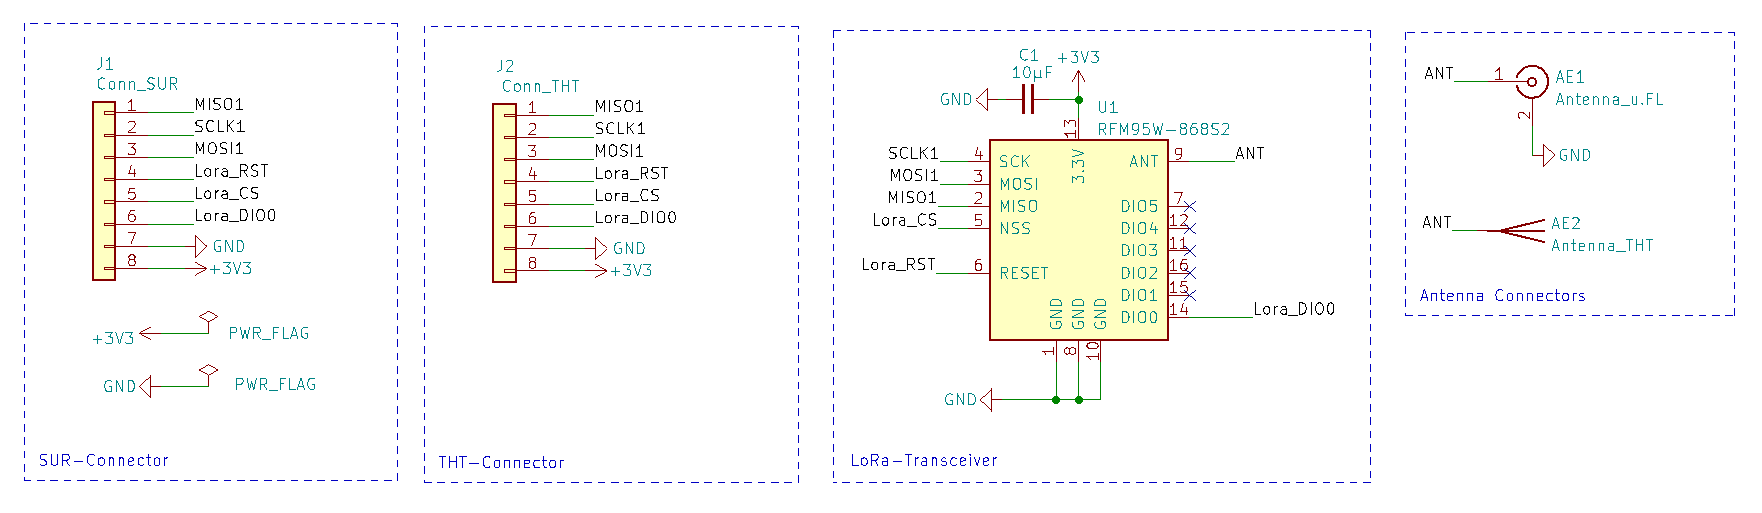 J1
Conn_SUR
1 MISO1
2 SCLK1
3 MOSI1
4 Lora_RST
5 Lora_CS
6 Lora_DIO0
7 GND
8 +3V3
+3V3 PWR_FLAG
GND PWR_FLAG
SUR-Connector
J2
Conn_THT
1 MISO1
2 SCLK1
3 MOSI1
4 Lora_RST
5 Lora_CS
6 Lora_DIO0
7 GND
8 +3V3
THT-Connector
C1
10µF
+3V3
GND
U1
RFM95W-868S2
13
3.3V
SCLK1 4 SCK
MOSI1 3 MOSI
MISO1 2 MISO
Lora_CS 5 NSS
Lora_RST 6 RESET
ANT 9 ANT
DIO5 7
DIO4 12
DIO3 11
DIO2 16
DIO1 15
DIO0 14 Lora_DIO0
GND GND GND
1 8 10
GND
LoRa-Transceiver
ANT 1 AE1
Antenna_u.FL
2
GND
ANT AE2
Antenna_THT
Antenna Connectors